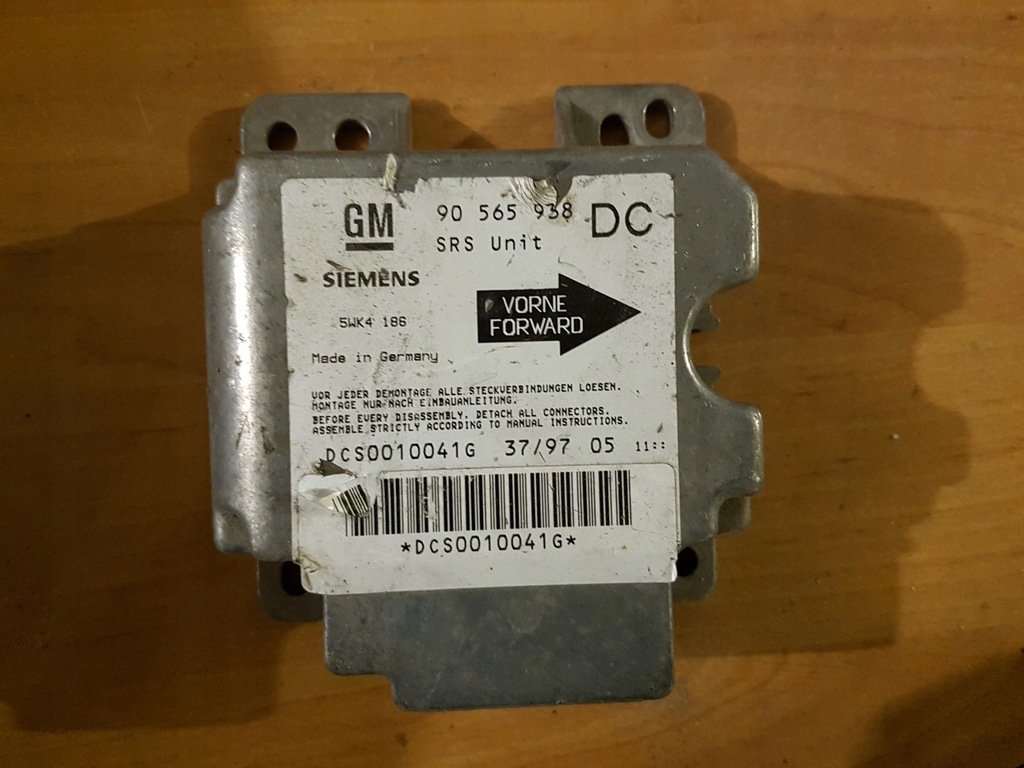 GM 90 565 938 DC
SRS Unit
SIEMENS
VORNE
FORWARD
5WK4 186
Made in Germany
VOR JEDER DEMONTAGE ALLE STECKVERBINDUNGEN LOESEN.
MONTAGE NUR NACH EINBAUANLEITUNG.
BEFORE EVERY DISASSEMBLY, DETACH ALL CONNECTORS.
ASSEMBLE STRICTLY ACCORDING TO MANUAL INSTRUCTIONS.
DCS0010041G 37/97 05 11::
*DCS0010041G*